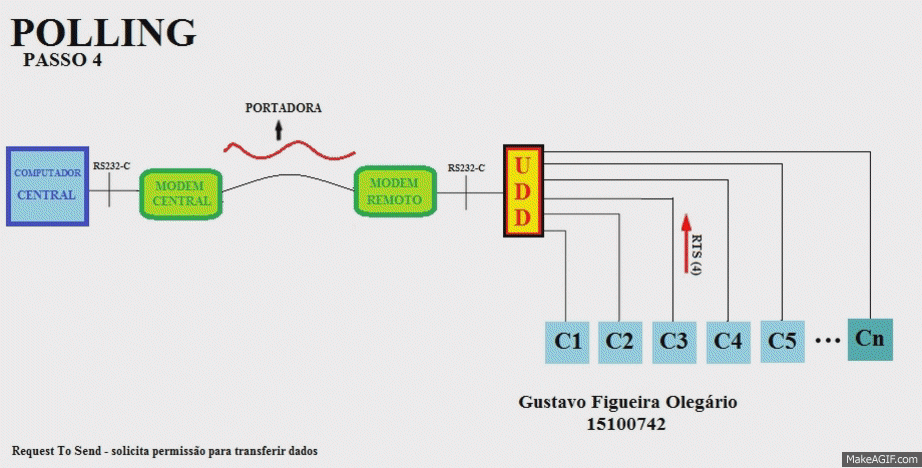 POLLING
PASSO 4
PORTADORA
COMPUTADOR
CENTRAL
RS232-C
MODEM
CENTRAL
MODEM
REMOTO
RS232-C
U
D
D
RTS (4)
C1 C2 C3 C4 C5 ... Cn
Gustavo Figueira Olegário
15100742
Request To Send - solicita permissão para transferir dados
MakeAGIF.com